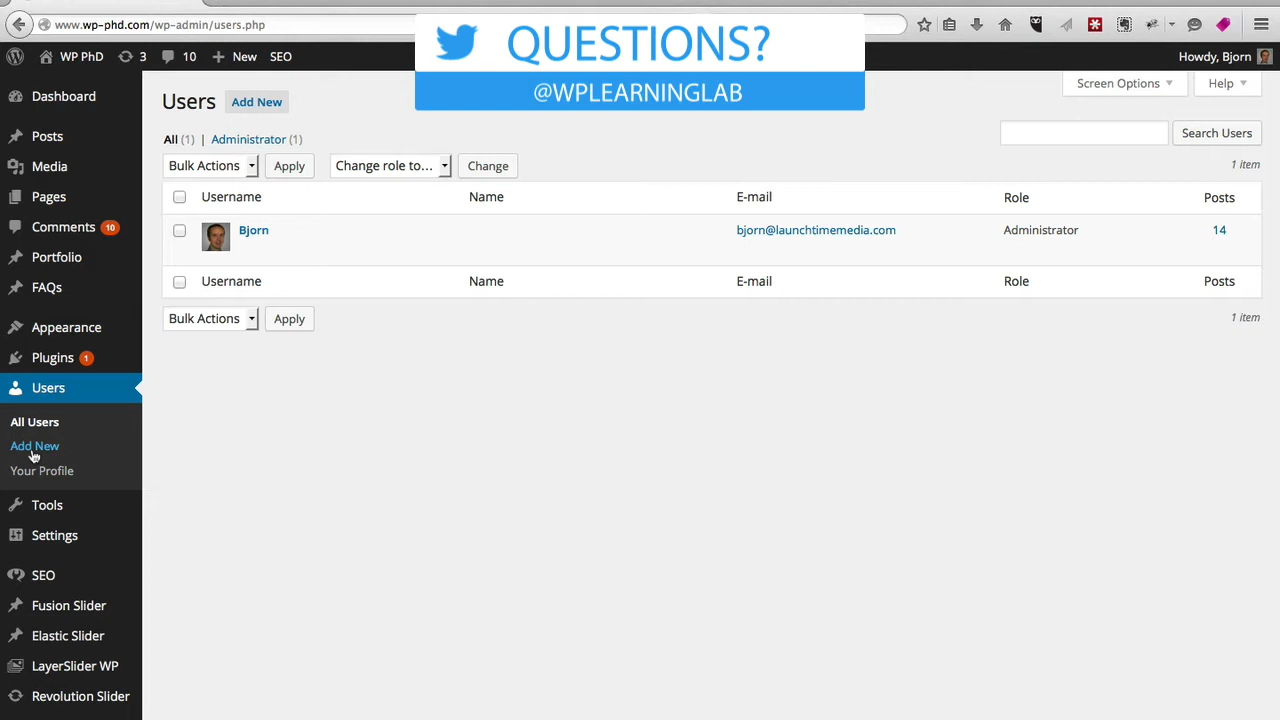 www.wp-phd.com/wp-admin/users.php
QUESTIONS?
@WPLEARNINGLAB
WP PhD
3
10
New
SEO
Howdy, Bjorn
Dashboard
Posts
Media
Pages
Comments 10
Portfolio
FAQs
Appearance
Plugins 1
Users
All Users
Add New
Your Profile
Tools
Settings
SEO
Fusion Slider
Elastic Slider
LayerSlider WP
Revolution Slider
Users Add New
Screen Options
Help
All (1) | Administrator (1)
Search Users
Bulk Actions Apply Change role to... Change
1 item
Username Name E-mail Role Posts
Bjorn bjorn@launchtimemedia.com Administrator 14
Username Name E-mail Role Posts
Bulk Actions Apply
1 item